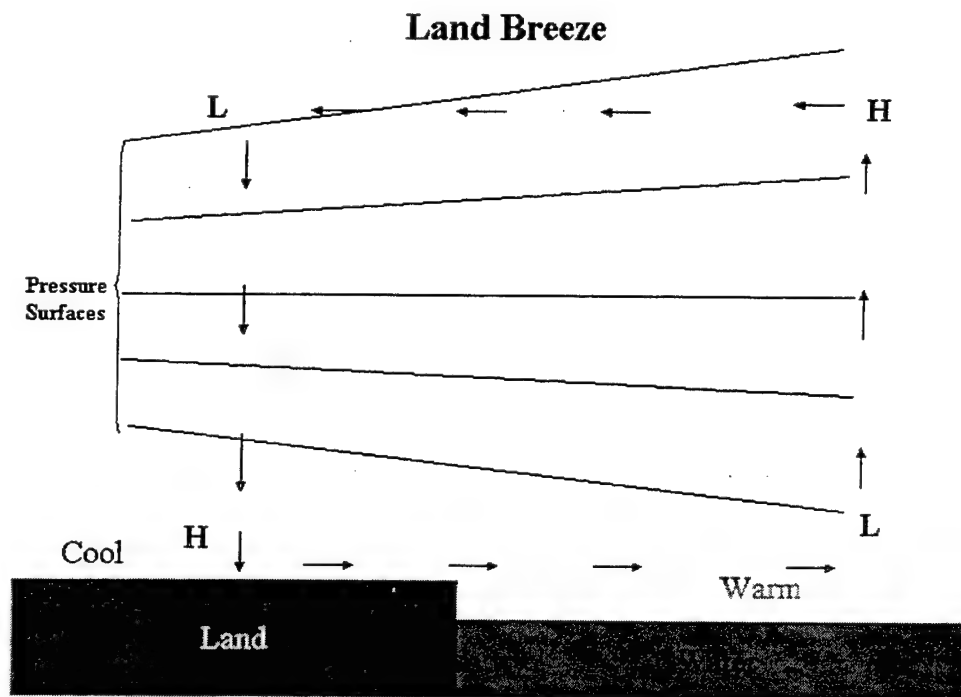 Land Breeze
L
H
Pressure
Surfaces
L
H
Cool
Warm
Land